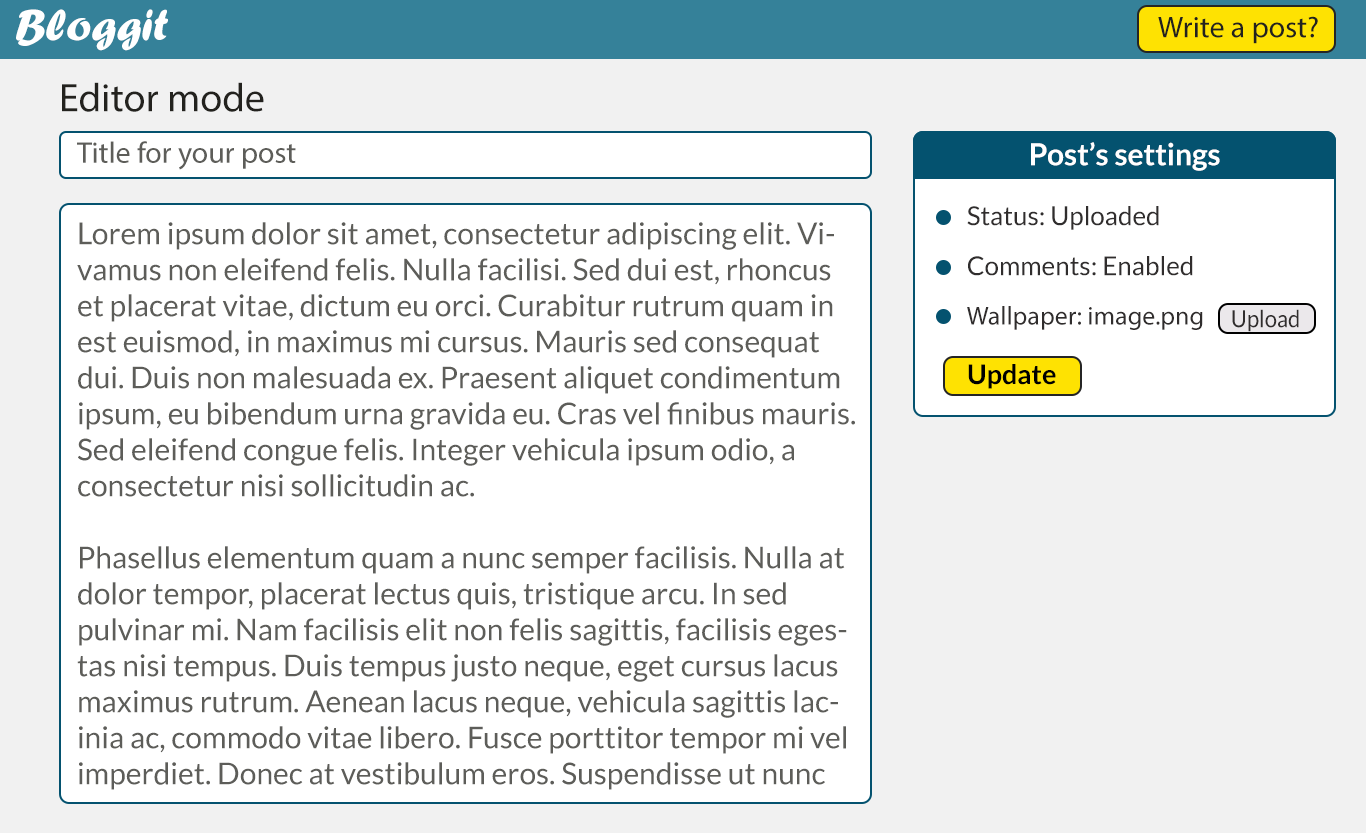 Bloggit
Write a post?
Editor mode
Title for your post
Lorem ipsum dolor sit amet, consectetur adipiscing elit. Vi-
vamus non eleifend felis. Nulla facilisi. Sed dui est, rhoncus
et placerat vitae, dictum eu orci. Curabitur rutrum quam in
est euismod, in maximus mi cursus. Mauris sed consequat
dui. Duis non malesuada ex. Praesent aliquet condimentum
ipsum, eu bibendum urna gravida eu. Cras vel finibus mauris.
Sed eleifend congue felis. Integer vehicula ipsum odio, a
consectetur nisi sollicitudin ac.
Phasellus elementum quam a nunc semper facilisis. Nulla at
dolor tempor, placerat lectus quis, tristique arcu. In sed
pulvinar mi. Nam facilisis elit non felis sagittis, facilisis eges-
tas nisi tempus. Duis tempus justo neque, eget cursus lacus
maximus rutrum. Aenean lacus neque, vehicula sagittis lac-
inia ac, commodo vitae libero. Fusce porttitor tempor mi vel
imperdiet. Donec at vestibulum eros. Suspendisse ut nunc
Post’s settings
Status: Uploaded
Comments: Enabled
Wallpaper: image.png Upload
Update